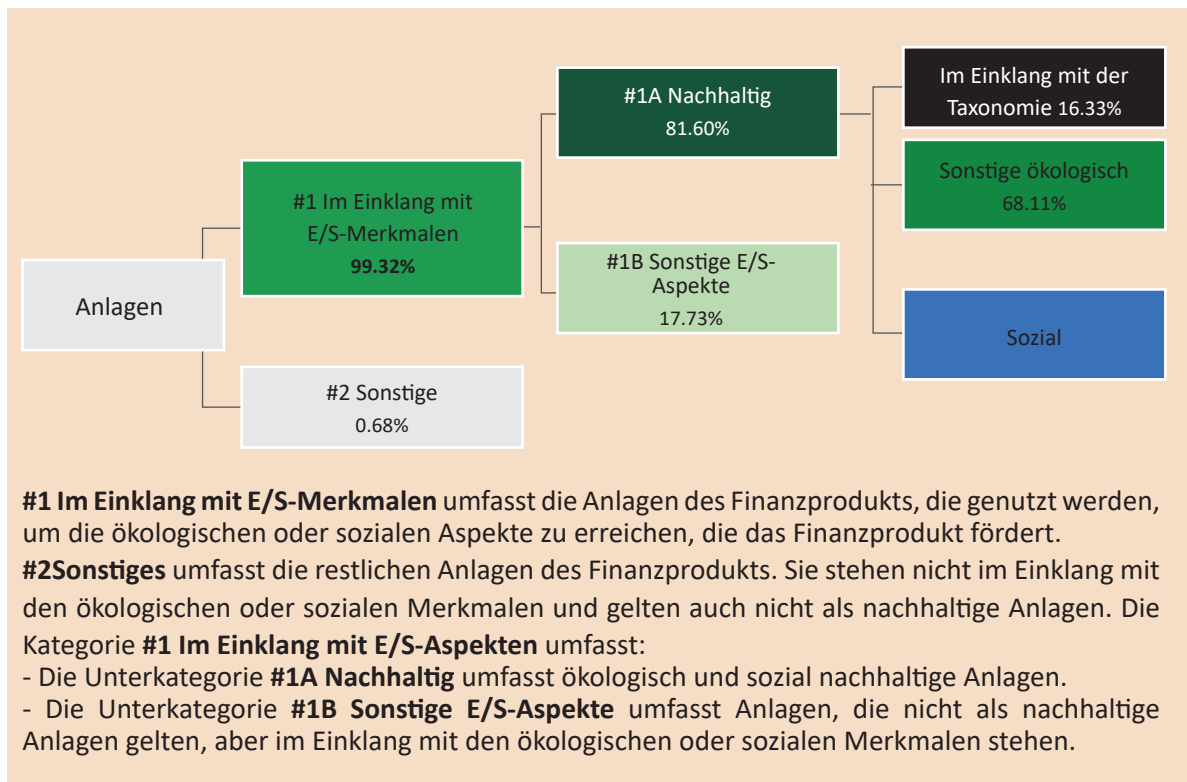 Anlagen
#1 Im Einklang mit
E/S-Merkmalen
99.32%
#2 Sonstige
0.68%
#1A Nachhaltig
81.60%
#1B Sonstige E/S-
Aspekte
17.73%
Im Einklang mit der
Taxonomie 16.33%
Sonstige ökologisch
68.11%
Sozial
#1 Im Einklang mit E/S-Merkmalen umfasst die Anlagen des Finanzprodukts, die genutzt werden,
um die ökologischen oder sozialen Aspekte zu erreichen, die das Finanzprodukt fördert.
#2Sonstiges umfasst die restlichen Anlagen des Finanzprodukts. Sie stehen nicht im Einklang mit
den ökologischen oder sozialen Merkmalen und gelten auch nicht als nachhaltige Anlagen. Die
Kategorie #1 Im Einklang mit E/S-Aspekten umfasst:
- Die Unterkategorie #1A Nachhaltig umfasst ökologisch und sozial nachhaltige Anlagen.
- Die Unterkategorie #1B Sonstige E/S-Aspekte umfasst Anlagen, die nicht als nachhaltige
Anlagen gelten, aber im Einklang mit den ökologischen oder sozialen Merkmalen stehen.